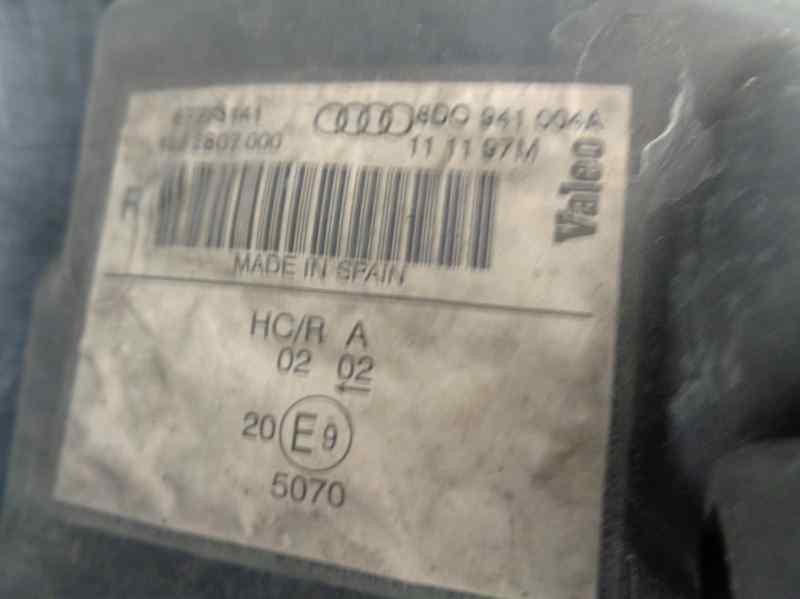 8D0 941 004A
11 11 97M
Valeo
MADE IN SPAIN
HC/R A
02 02
20 E9
5070